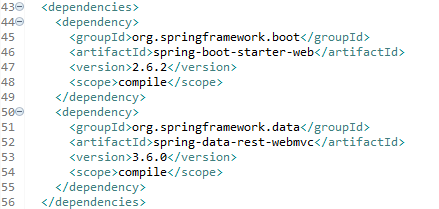 43 <dependencies>
44 <dependency>
45 <groupId>org.springframework.boot</groupId>
46 <artifactId>spring-boot-starter-web</artifactId>
47 <version>2.6.2</version>
48 <scope>compile</scope>
49 </dependency>
50 <dependency>
51 <groupId>org.springframework.data</groupId>
52 <artifactId>spring-data-rest-webmvc</artifactId>
53 <version>3.6.0</version>
54 <scope>compile</scope>
55 </dependency>
56 </dependencies>